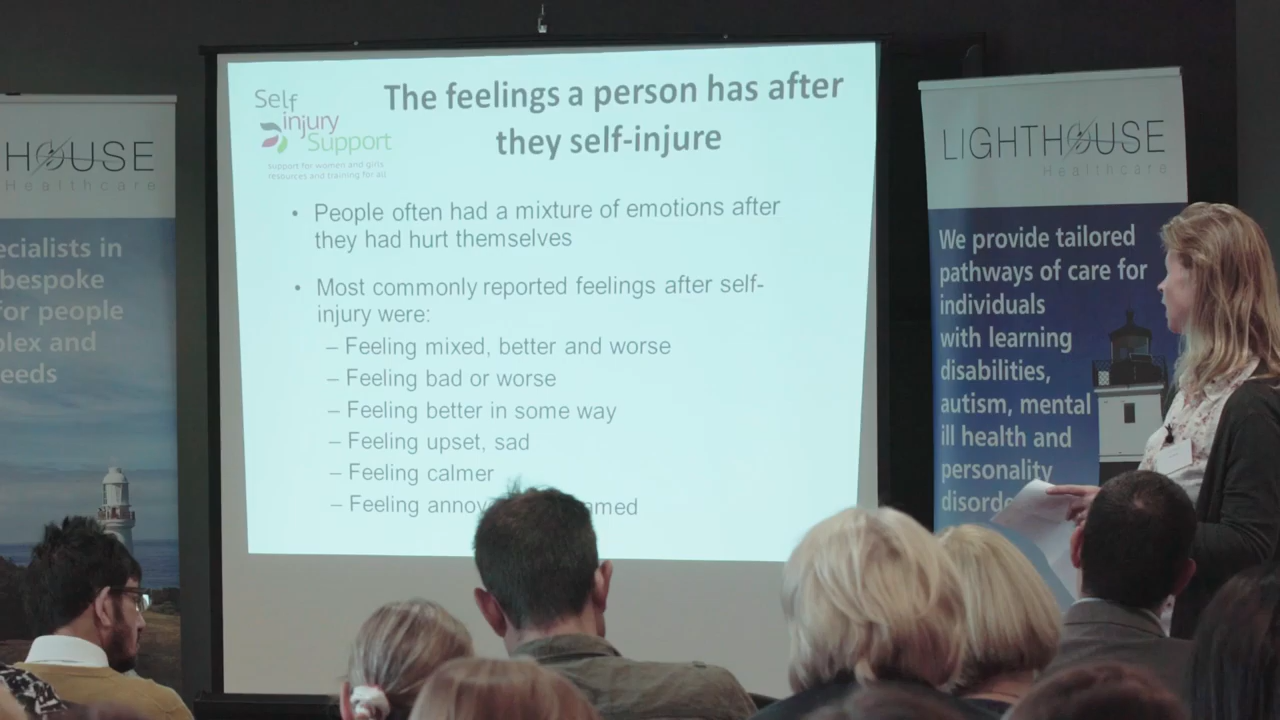 HOUSE
Healthcare
ecialists in
bespoke
for people
plex and
eeds
Self
injury
Support
support for women and girls
resources and training for all
The feelings a person has after
they self-injure
• People often had a mixture of emotions after
they had hurt themselves
• Most commonly reported feelings after self-
injury were:
– Feeling mixed, better and worse
– Feeling bad or worse
– Feeling better in some way
– Feeling upset, sad
– Feeling calmer
– Feeling annoy amed
LIGHTHOUSE
Healthcare
We provide tailored
pathways of care for
individuals
with learning
disabilities,
autism, mental
ill health and
personality
disorde